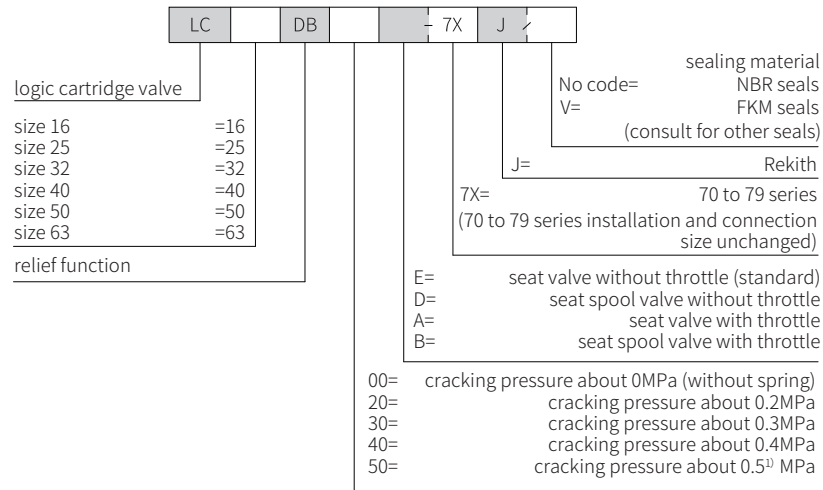 LC DB - 7X J /
sealing material
No code= NBR seals
V= FKM seals
(consult for other seals)
J= Rekith
7X= 70 to 79 series
(70 to 79 series installation and connection
size unchanged)
logic cartridge valve
size 16 =16
size 25 =25
size 32 =32
size 40 =40
size 50 =50
size 63 =63
relief function
E= seat valve without throttle (standard)
D= seat spool valve without throttle
A= seat valve with throttle
B= seat spool valve with throttle
00= cracking pressure about 0MPa (without spring)
20= cracking pressure about 0.2MPa
30= cracking pressure about 0.3MPa
40= cracking pressure about 0.4MPa
50= cracking pressure about 0.5¹⁾ MPa